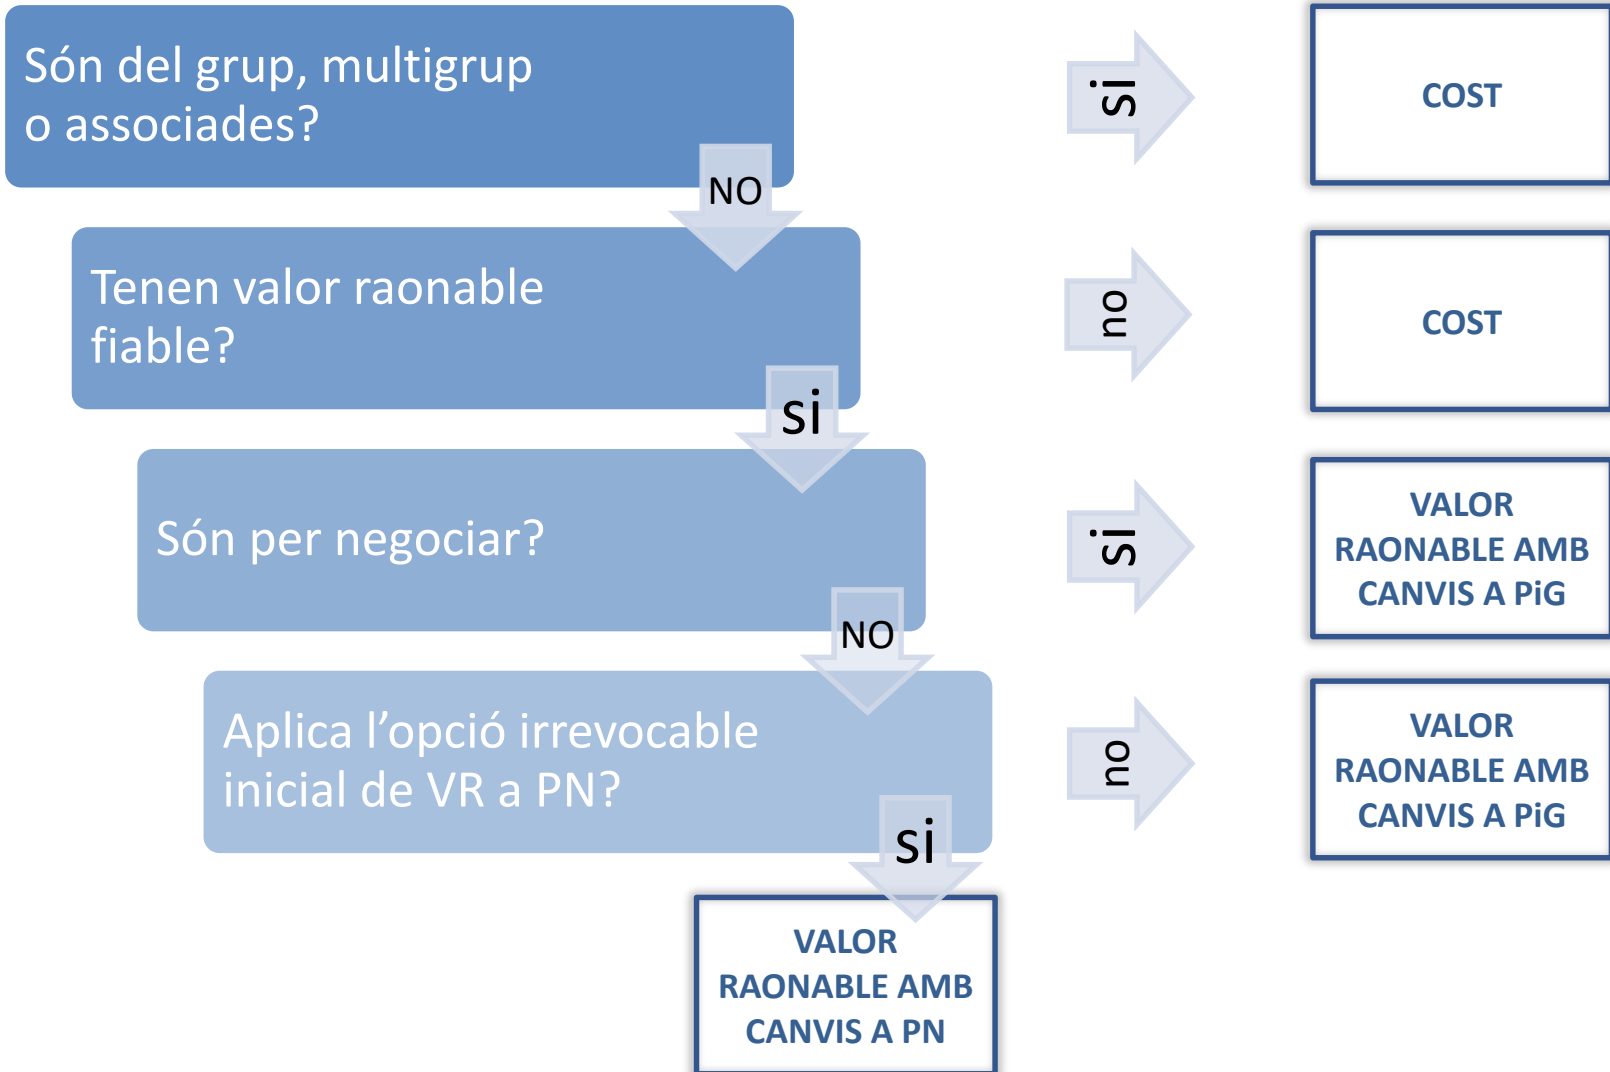 Són del grup, multigrup
o associades?
si
COST
NO
Tenen valor raonable
fiable?
no
COST
si
Són per negociar?
si
VALOR
RAONABLE AMB
CANVIS A PiG
NO
Aplica l’opció irrevocable
inicial de VR a PN?
no
VALOR
RAONABLE AMB
CANVIS A PiG
si
VALOR
RAONABLE AMB
CANVIS A PN